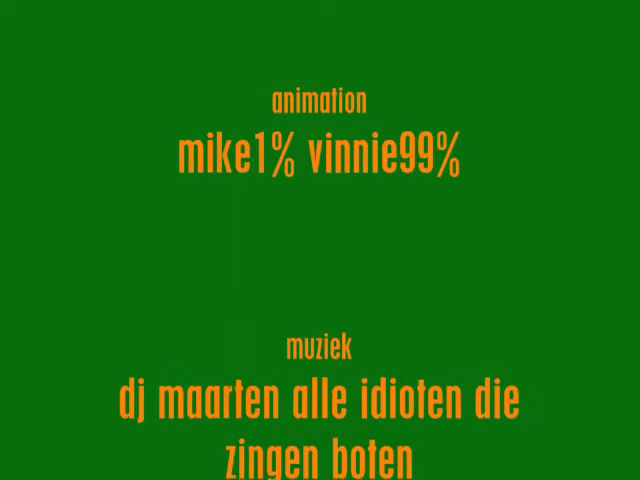 animation
mike1% vinnie99%
muziek
dj maarten alle idioten die
zingen boten